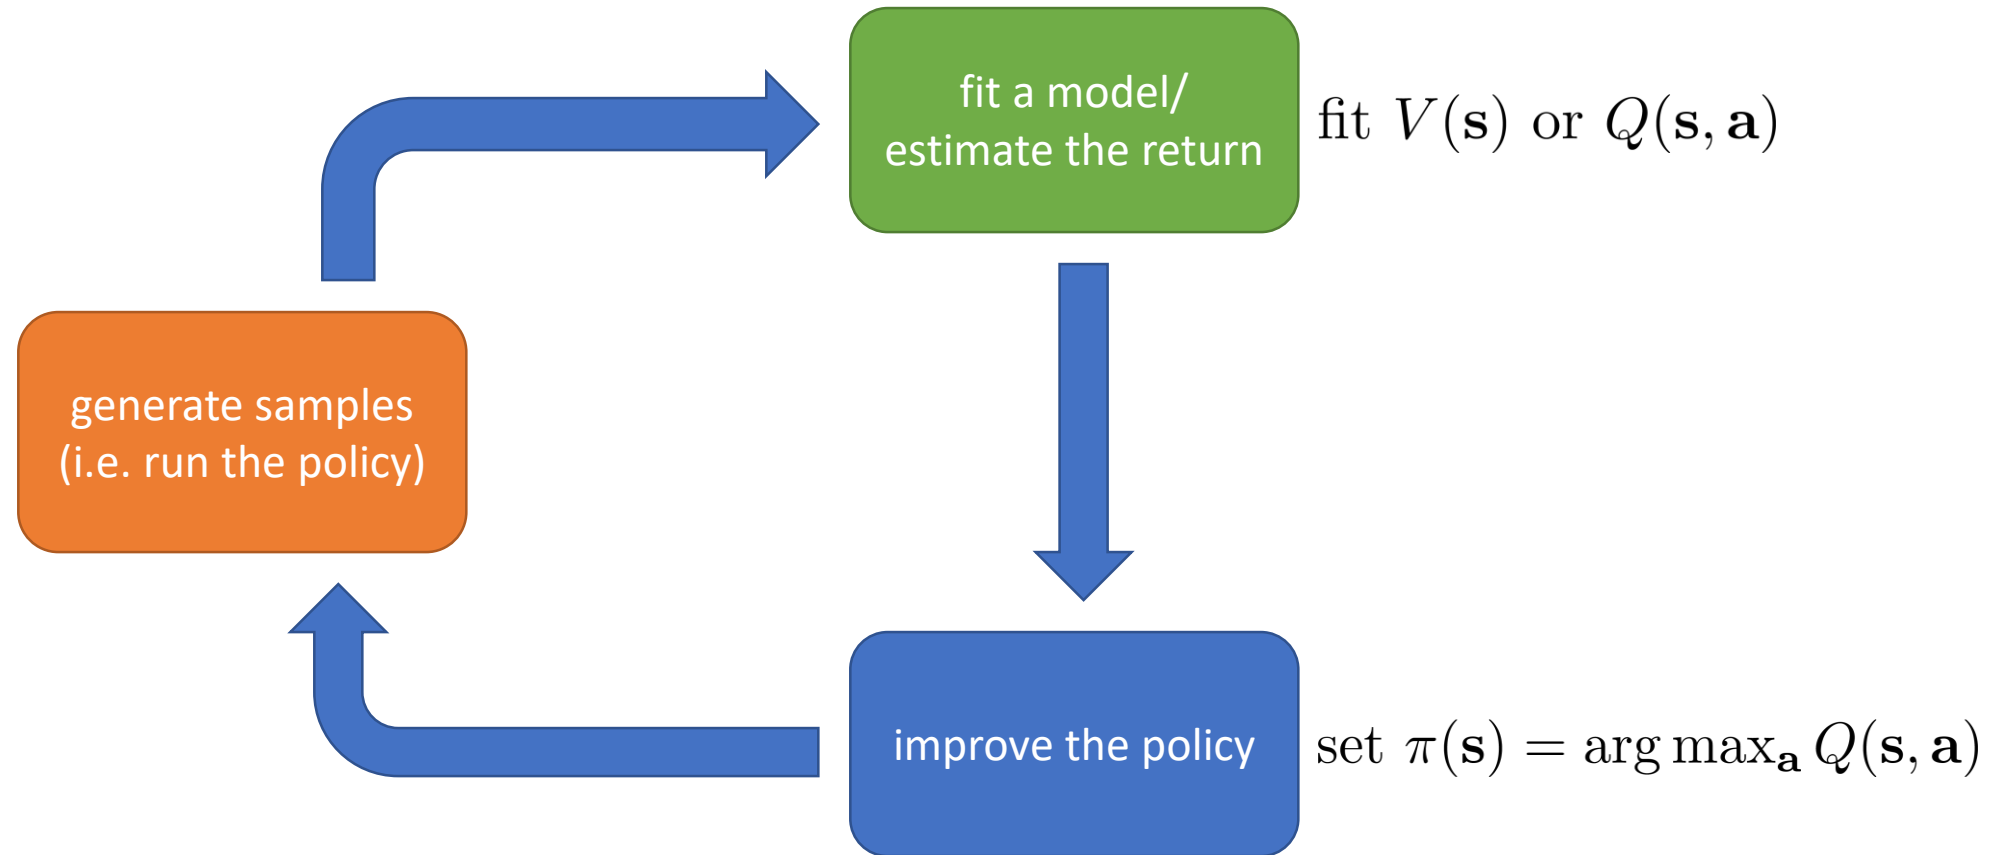 fit a model/
estimate the return
fit V(s) or Q(s, a)
generate samples
(i.e. run the policy)
improve the policy
set π(s) = arg maxₐ Q(s, a)